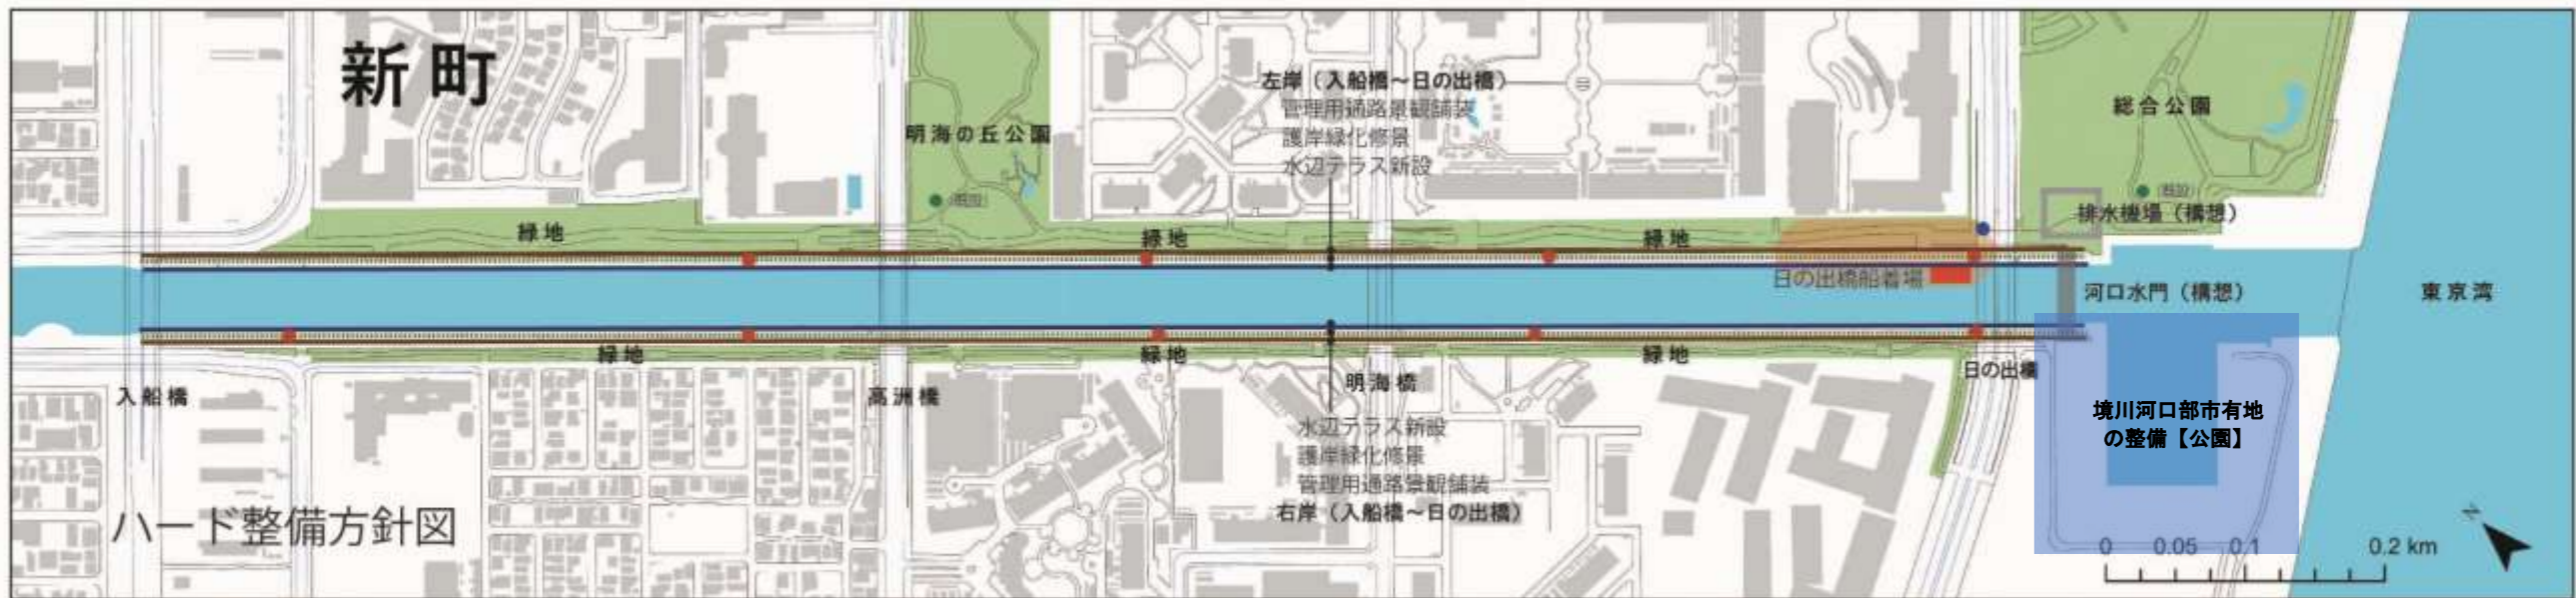 新町
左岸（入船橋～日の出橋）
管理用通路景観舗装
護岸緑化修景
水辺テラス新設
総合公園
明海の丘公園
(既設)
(既設)
排水機場（構想）
緑地
緑地
緑地
日の出橋船着場
河口水門（構想）
東京湾
緑地
緑地
緑地
日の出橋
入船橋
高洲橋
明海橋
境川河口部市有地
の整備【公園】
水辺テラス新設
護岸緑化修景
管理用通路景観舗装
右岸（入船橋～日の出橋）
ハード整備方針図
N
0 0.05 0.1 0.2 km